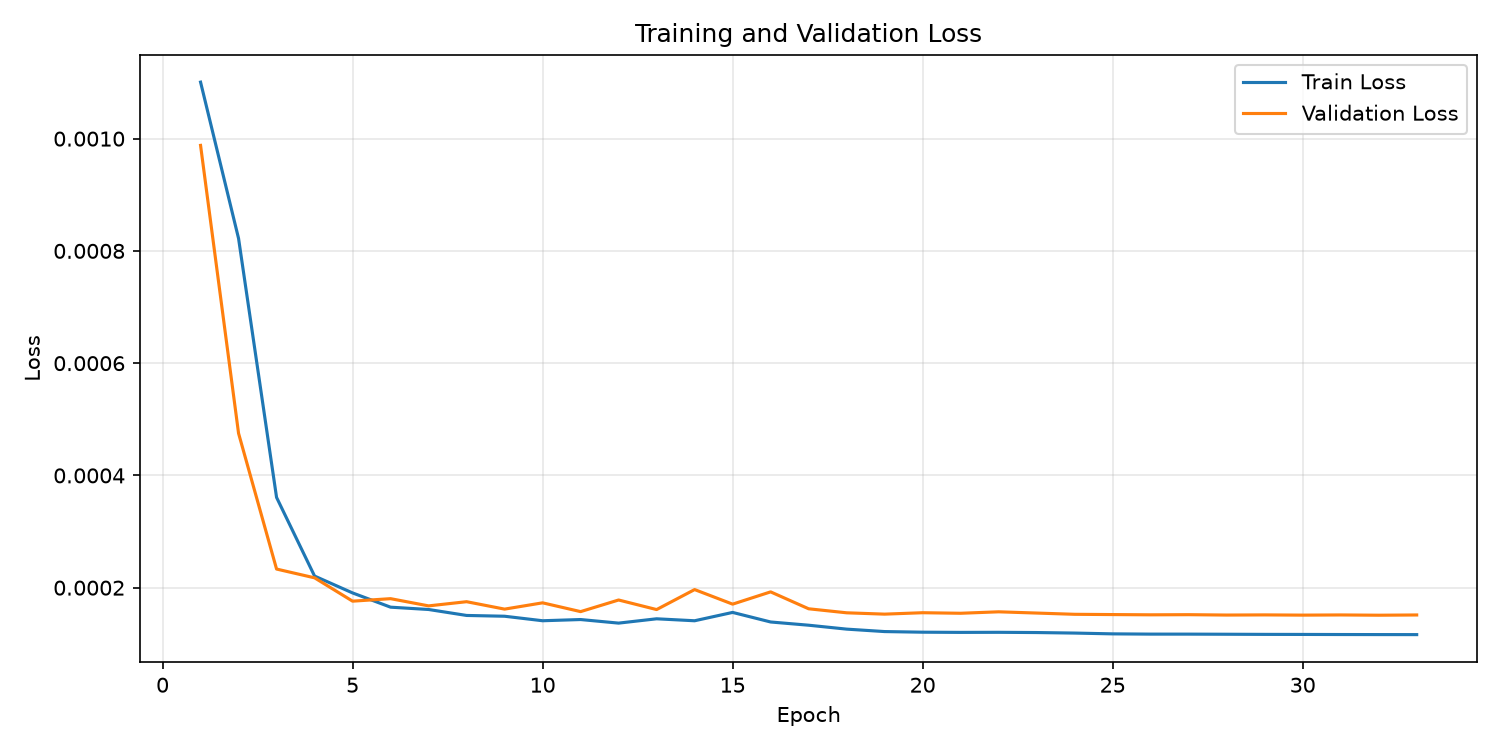 Training and Validation Loss
Train Loss
Validation Loss
0.0010
0.0008
0.0006
0.0004
0.0002
Loss
0 5 10 15 20 25 30
Epoch